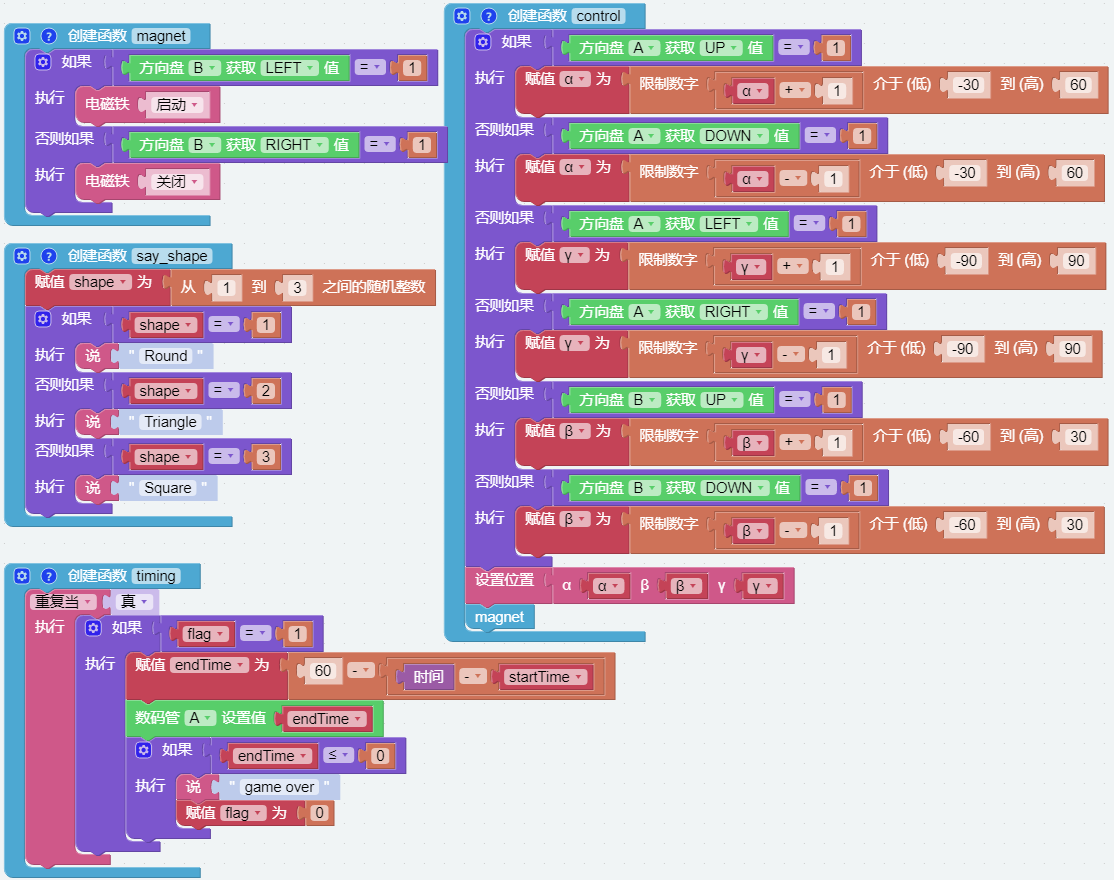 创建函数 magnet
如果 方向盘 B 获取 LEFT 值 = 1
执行 电磁铁 启动
否则如果 方向盘 B 获取 RIGHT 值 = 1
执行 电磁铁 关闭
创建函数 say_shape
赋值 shape 为 从 1 到 3 之间的随机整数
如果 shape = 1
执行 说 " Round "
否则如果 shape = 2
执行 说 " Triangle "
否则如果 shape = 3
执行 说 " Square "
创建函数 timing
重复当 真
执行 如果 flag = 1
执行 赋值 endTime 为 60 - 时间 - startTime
数码管 A 设置值 endTime
如果 endTime ≤ 0
执行 说 " game over "
赋值 flag 为 0
创建函数 control
如果 方向盘 A 获取 UP 值 = 1
执行 赋值 α 为 限制数字 α + 1 介于 (低) -30 到 (高) 60
否则如果 方向盘 A 获取 DOWN 值 = 1
执行 赋值 α 为 限制数字 α - 1 介于 (低) -30 到 (高) 60
否则如果 方向盘 A 获取 LEFT 值 = 1
执行 赋值 γ 为 限制数字 γ + 1 介于 (低) -90 到 (高) 90
否则如果 方向盘 A 获取 RIGHT 值 = 1
执行 赋值 γ 为 限制数字 γ - 1 介于 (低) -90 到 (高) 90
否则如果 方向盘 B 获取 UP 值 = 1
执行 赋值 β 为 限制数字 β + 1 介于 (低) -60 到 (高) 30
否则如果 方向盘 B 获取 DOWN 值 = 1
执行 赋值 β 为 限制数字 β - 1 介于 (低) -60 到 (高) 30
设置位置 α α β β γ γ
magnet